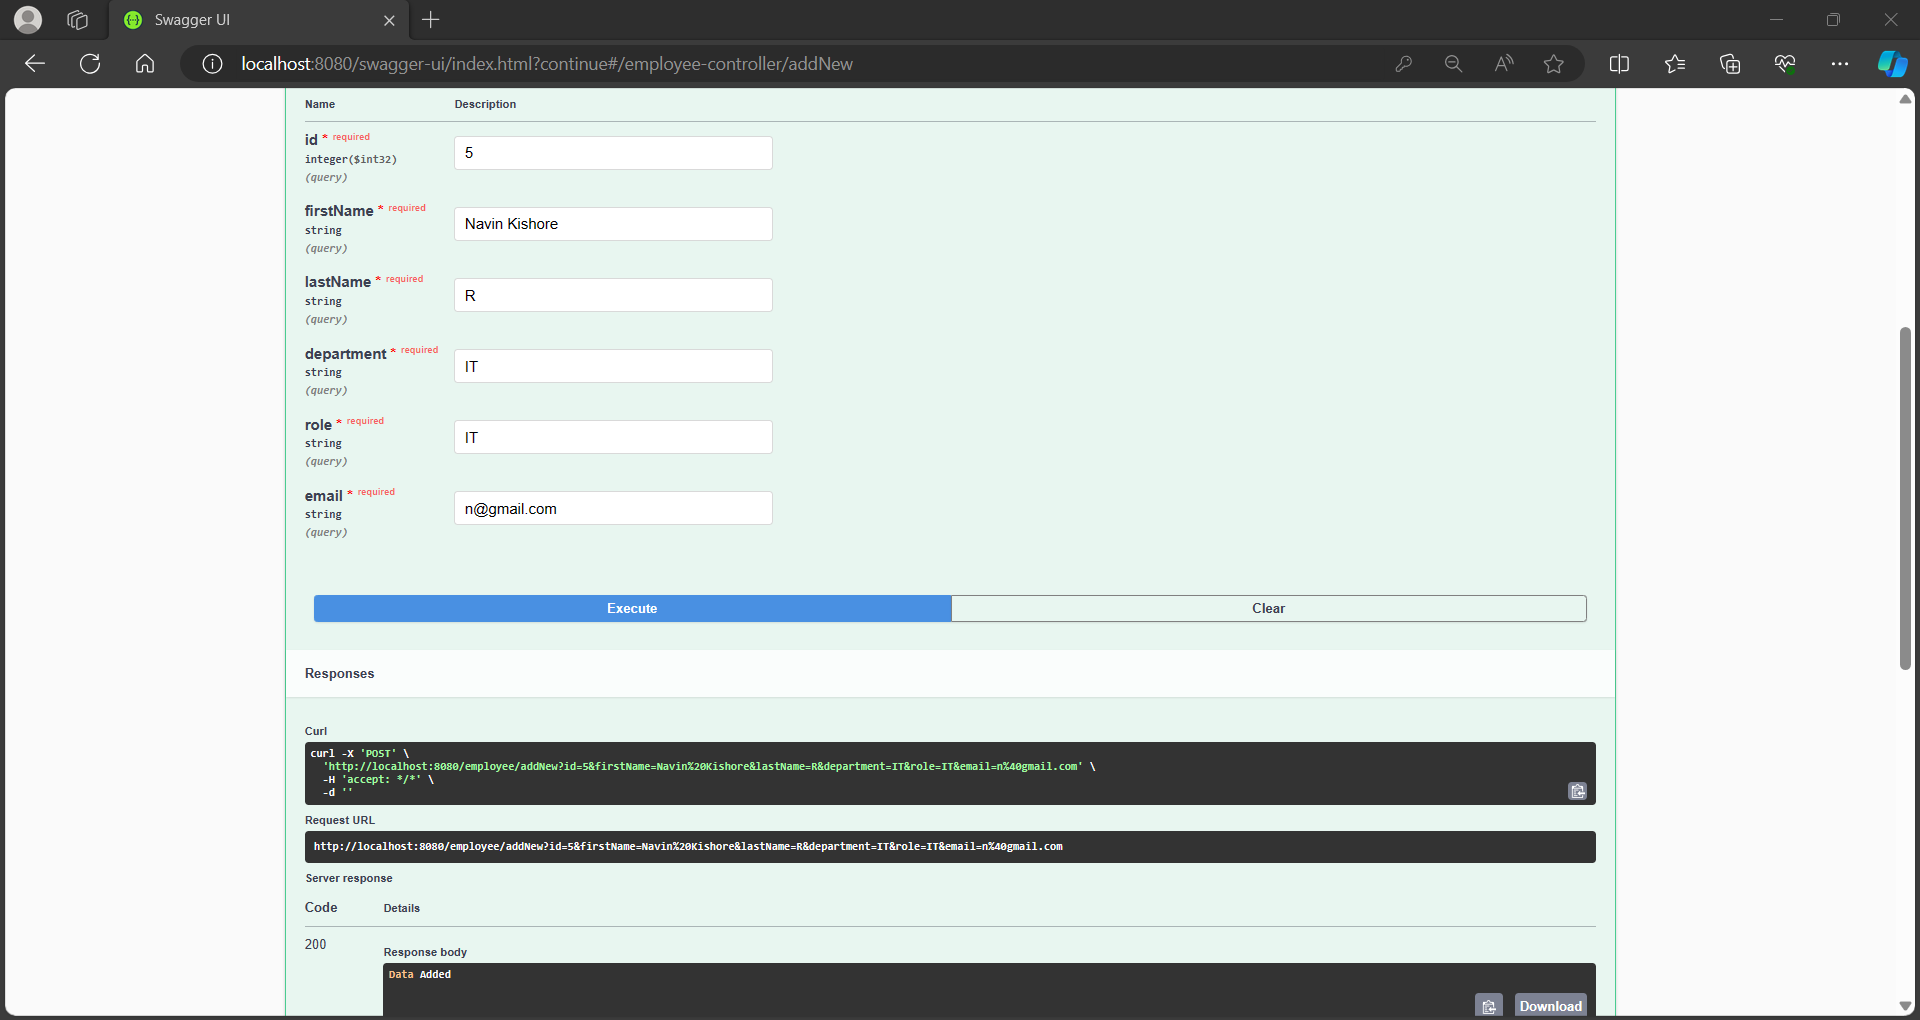 Swagger UI
localhost:8080/swagger-ui/index.html?continue#/employee-controller/addNew
Name Description
id * required
integer($int32)
(query)
5
firstName * required
string
(query)
Navin Kishore
lastName * required
string
(query)
R
department * required
string
(query)
IT
role * required
string
(query)
IT
email * required
string
(query)
n@gmail.com
Execute Clear
Responses
Curl
curl -X 'POST' \
'http://localhost:8080/employee/addNew?id=5&firstName=Navin%20Kishore&lastName=R&department=IT&role=IT&email=n%40gmail.com' \
-H 'accept: */*' \
-d ''
Request URL
http://localhost:8080/employee/addNew?id=5&firstName=Navin%20Kishore&lastName=R&department=IT&role=IT&email=n%40gmail.com
Server response
Code Details
200
Response body
Data Added
Download